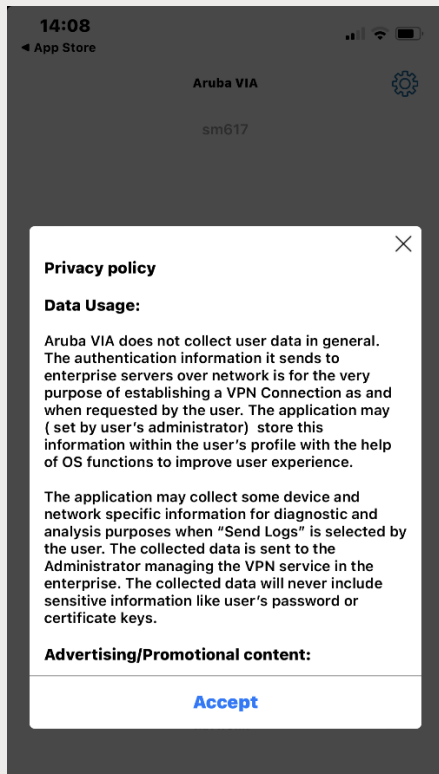 14:08
◀ App Store
Aruba VIA
sm617
Privacy policy
Data Usage:
Aruba VIA does not collect user data in general.
The authentication information it sends to
enterprise servers over network is for the very
purpose of establishing a VPN Connection as and
when requested by the user. The application may
( set by user’s administrator)  store this
information within the user’s profile with the help
of OS functions to improve user experience.
The application may collect some device and
network specific information for diagnostic and
analysis purposes when “Send Logs” is selected by
the user. The collected data is sent to the
Administrator managing the VPN service in the
enterprise. The collected data will never include
sensitive information like user’s password or
certificate keys.
Advertising/Promotional content:
Accept